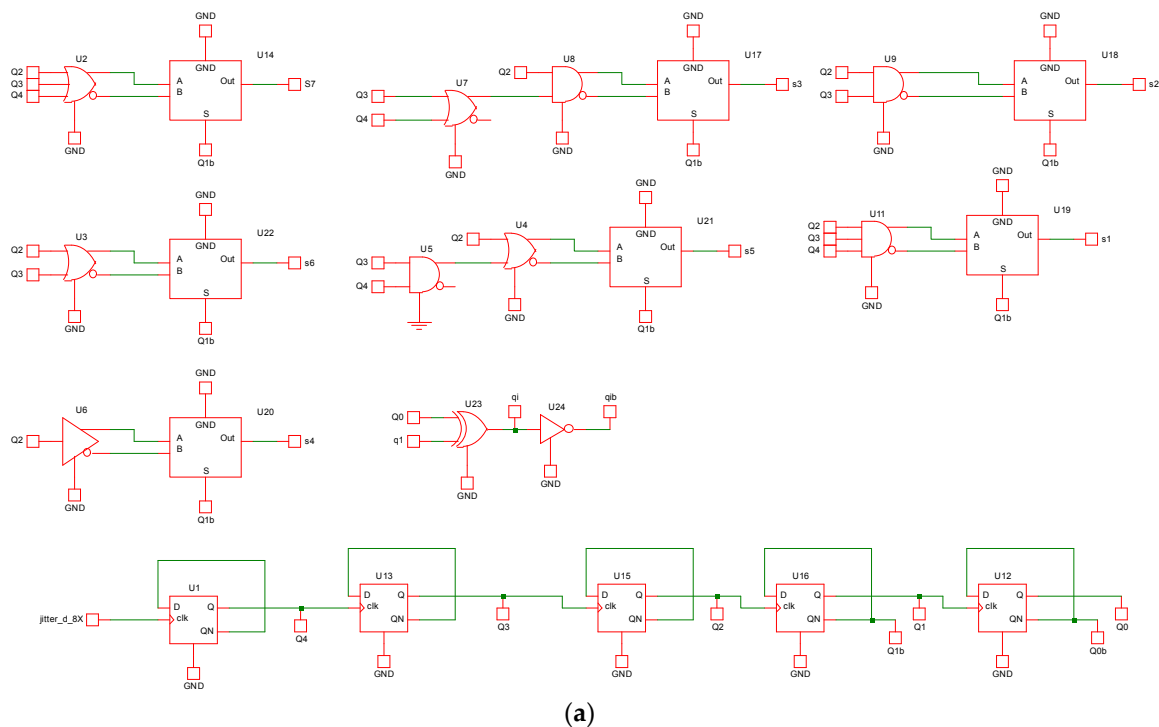 GND GND GND
U2 U14 U8 U17 U9 U18
Q2 Q3 Q4 GND A B Out S S7
U7 Q3 Q4 Q2 GND A B Out S s3
Q2 Q3 GND A B Out S s2
GND Q1b GND GND Q1b GND Q1b
GND GND GND
U3 U22 U5 U4 U21 U11 U19
Q2 Q3 GND A B Out S s6
Q3 Q4 Q2 GND A B Out S s5
Q2 Q3 Q4 GND A B Out S s1
GND Q1b GND Q1b GND Q1b
GND
U6 U20 U23 qi U24 qib
Q2 GND A B Out S s4
Q0 q1
GND Q1b GND GND
U1 U13 U15 U16 U12
jitter_d_8X D clk Q QN Q4
D clk Q QN Q3
D clk Q QN Q2
D clk Q QN Q1 Q1b
D clk Q QN Q0 Q0b
GND GND GND GND GND
(a)